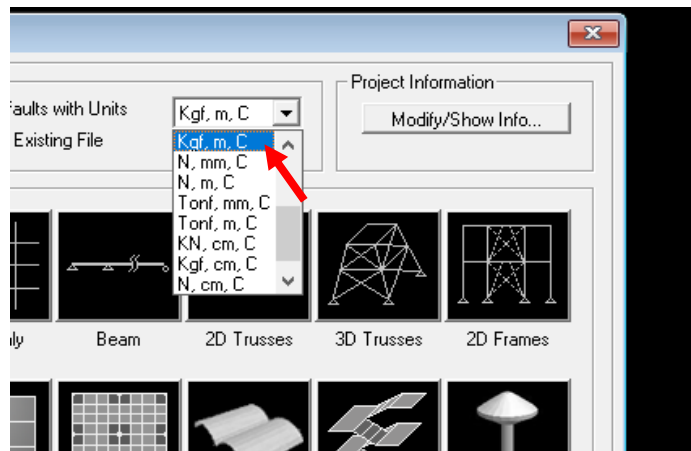 Project Information
faults with Units
Kgf, m, C
Modify/Show Info...
Existing File
Kgf, m, C
N, mm, C
N, m, C
Tonf, mm, C
Tonf, m, C
KN, cm, C
Kgf, cm, C
N, cm, C
ly
Beam
2D Trusses
3D Trusses
2D Frames